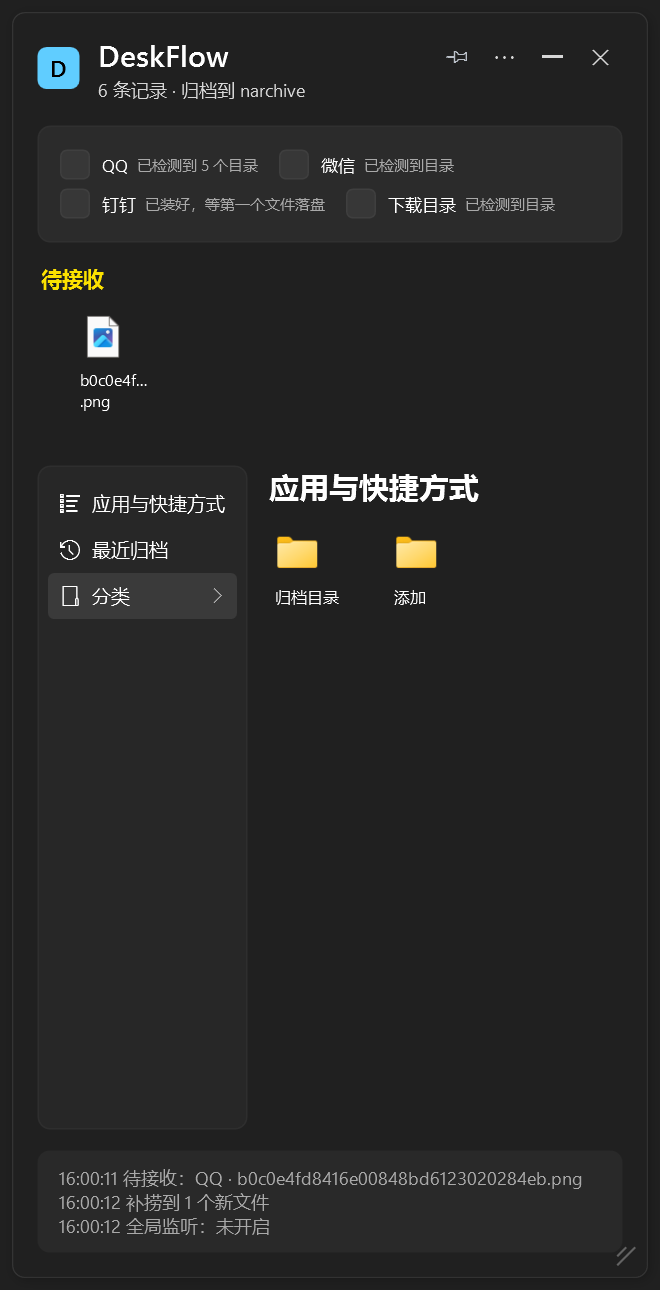 D
DeskFlow
6 条记录 · 归档到 narchive
QQ 已检测到 5 个目录 微信 已检测到目录
钉钉 已装好，等第一个文件落盘 下载目录 已检测到目录
待接收
b0c0e4f...
.png
应用与快捷方式
最近归档
分类
应用与快捷方式
归档目录 添加
16:00:11 待接收：QQ · b0c0e4fd8416e00848bd6123020284eb.png
16:00:12 补捞到 1 个新文件
16:00:12 全局监听：未开启